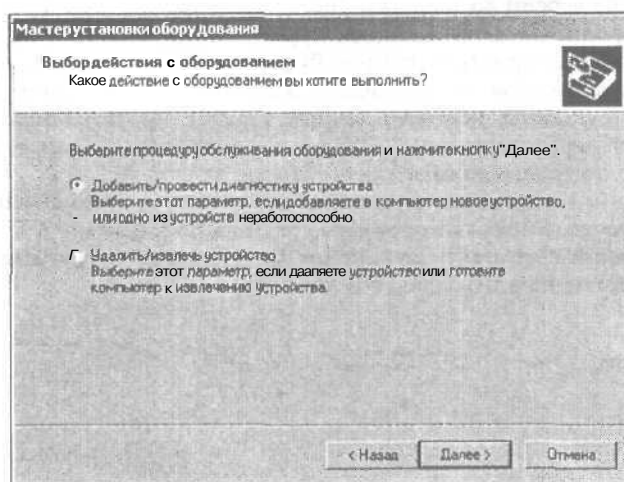 Мастер установки оборудования
Выбор действия с оборудованием
Какое действие с оборудованием вы хотите выполнить?
Выберите процедуру обслуживания оборудования и нажмите кнопку "Далее".
Добавить/провести диагностику устройства
Выберите этот параметр, если добавляете в компьютер новое устройство,
или одно из устройств неработоспособно
Удалить/извлечь устройство
Выберите этот параметр, если даапяете устройство или готовите
компьютер к извлечению устройства.
< Назад
Далее >
Отмена